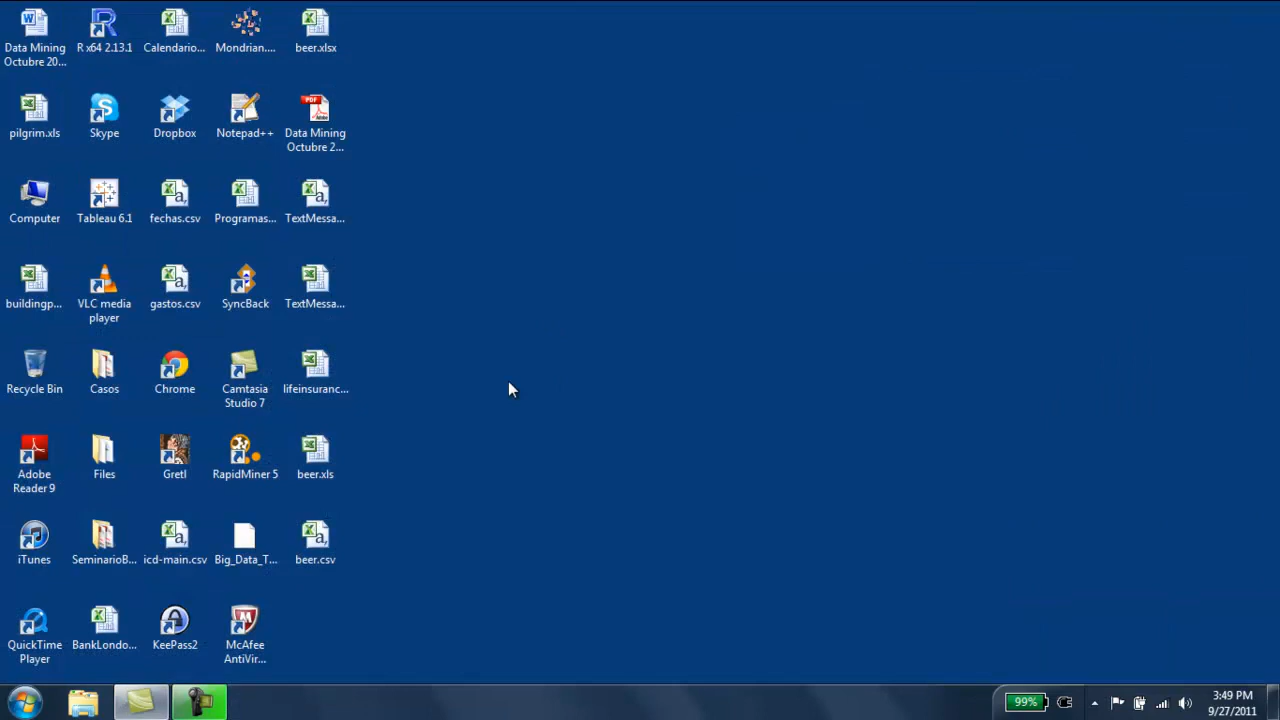 Data Mining
Octubre 20...
R x64 2.13.1
Calendario...
Mondrian....
beer.xlsx
pilgrim.xls
Skype
Dropbox
Notepad++
PDF
Data Mining
Octubre 2...
Computer
Tableau 6.1
fechas.csv
Programas...
TextMessa...
buildingp...
VLC media
player
gastos.csv
SyncBack
TextMessa...
Recycle Bin
Casos
Chrome
Camtasia
Studio 7
lifeinsuranc...
Adobe
Reader 9
Files
Gretl
RapidMiner 5
beer.xls
iTunes
SeminarioB...
icd-main.csv
Big_Data_T...
beer.csv
QuickTime
Player
BankLondo...
KeePass2
McAfee
AntiVir...
99%
3:49 PM
9/27/2011